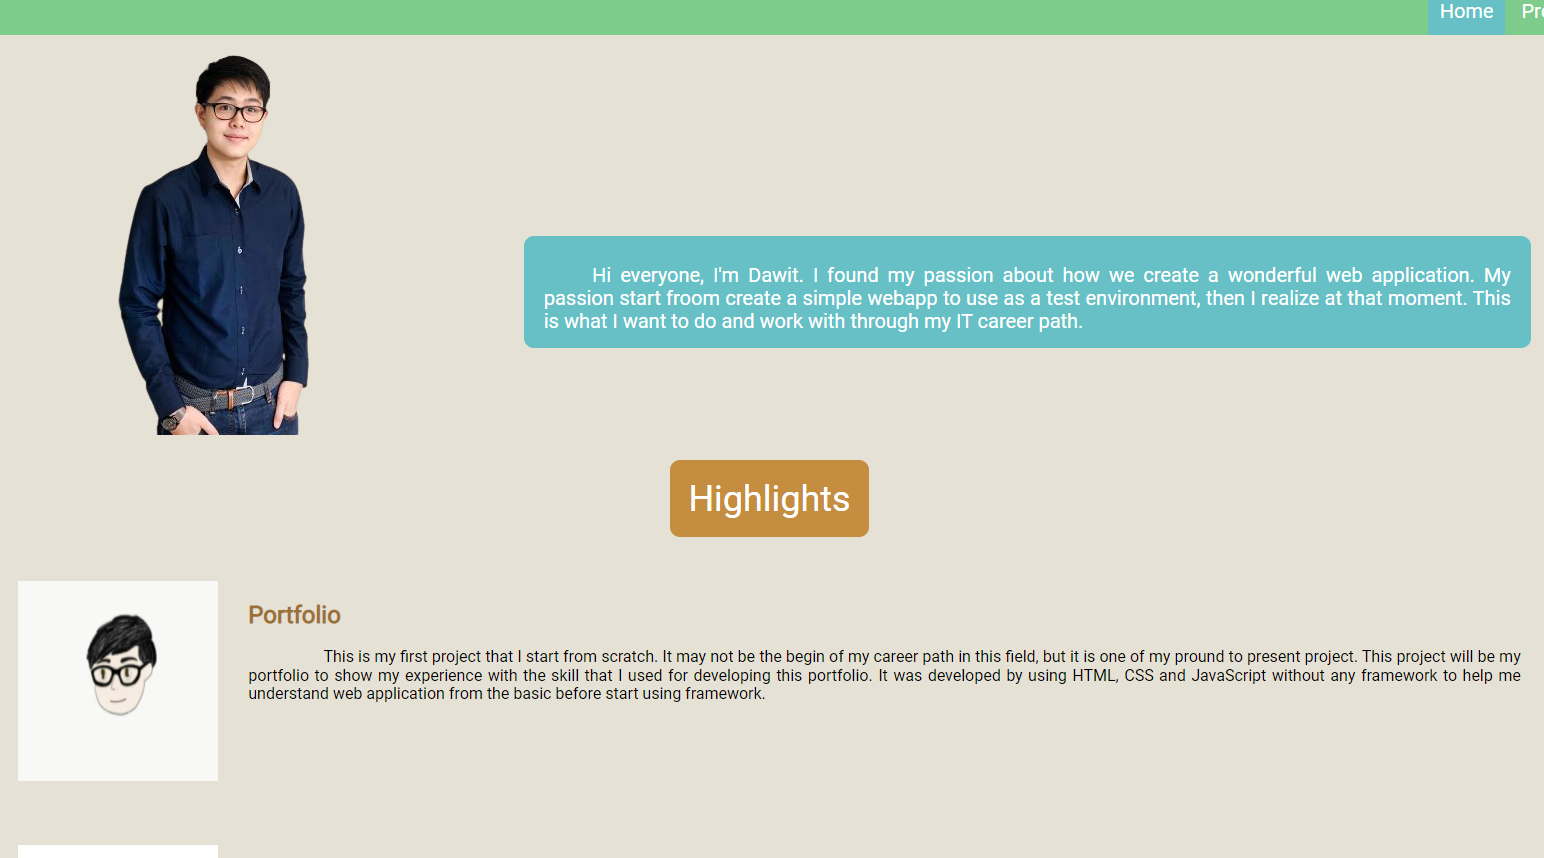 Home
Hi everyone, I'm Dawit. I found my passion about how we create a wonderful web application. My
passion start froom create a simple webapp to use as a test environment, then I realize at that moment. This
is what I want to do and work with through my IT career path.
Highlights
Portfolio
This is my first project that I start from scratch. It may not be the begin of my career path in this field, but it is one of my pround to present project. This project will be my
portfolio to show my experience with the skill that I used for developing this portfolio. It was developed by using HTML, CSS and JavaScript without any framework to help me
understand web application from the basic before start using framework.